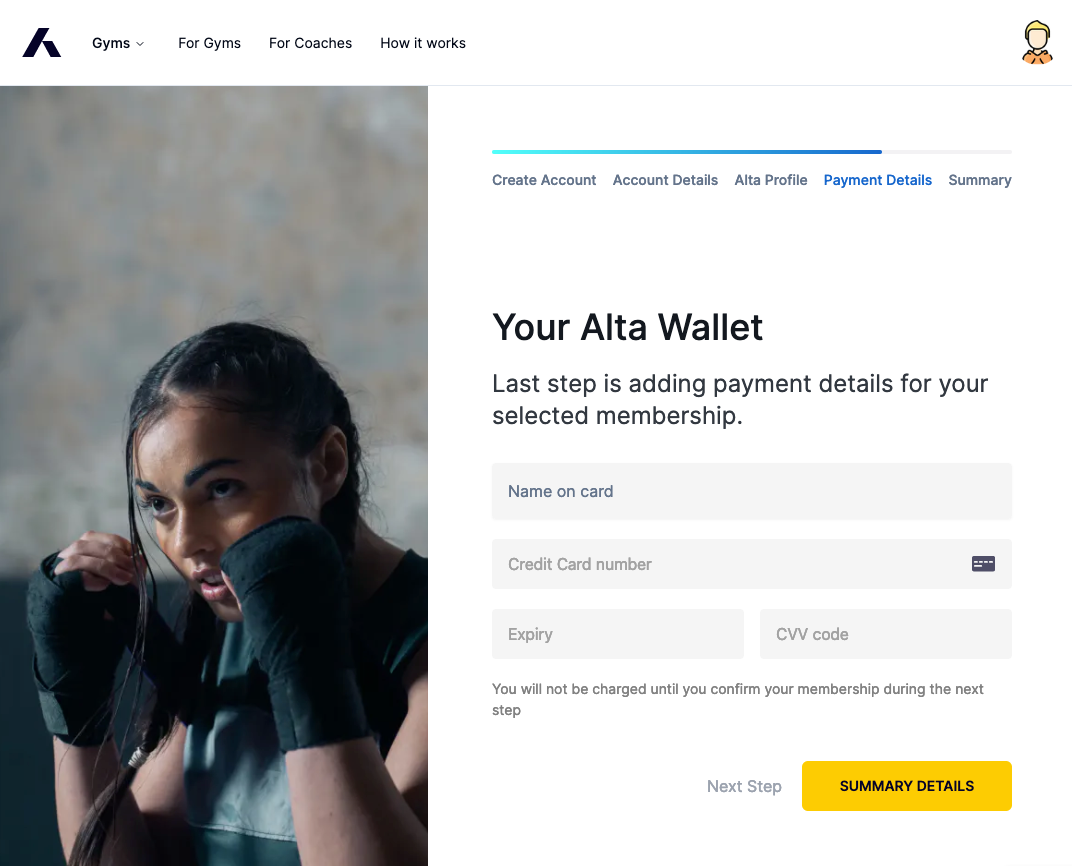 Gyms For Gyms For Coaches How it works
Create Account Account Details Alta Profile Payment Details Summary
Your Alta Wallet
Last step is adding payment details for your
selected membership.
Name on card
Credit Card number
Expiry CVV code
You will not be charged until you confirm your membership during the next
step
Next Step SUMMARY DETAILS